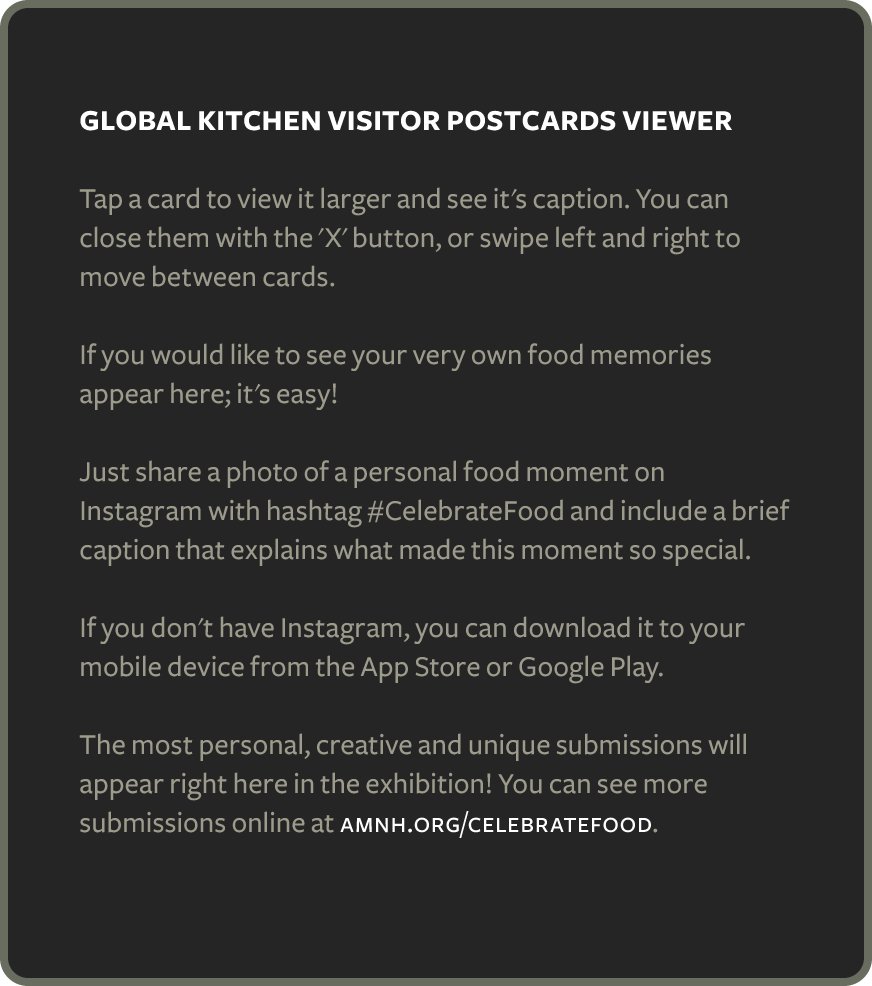 GLOBAL KITCHEN VISITOR POSTCARDS VIEWER
Tap a card to view it larger and see it's caption. You can
close them with the 'X' button, or swipe left and right to
move between cards.
If you would like to see your very own food memories
appear here; it's easy!
Just share a photo of a personal food moment on
Instagram with hashtag #CelebrateFood and include a brief
caption that explains what made this moment so special.
If you don't have Instagram, you can download it to your
mobile device from the App Store or Google Play.
The most personal, creative and unique submissions will
appear right here in the exhibition! You can see more
submissions online at AMNH.ORG/CELEBRATEFOOD.